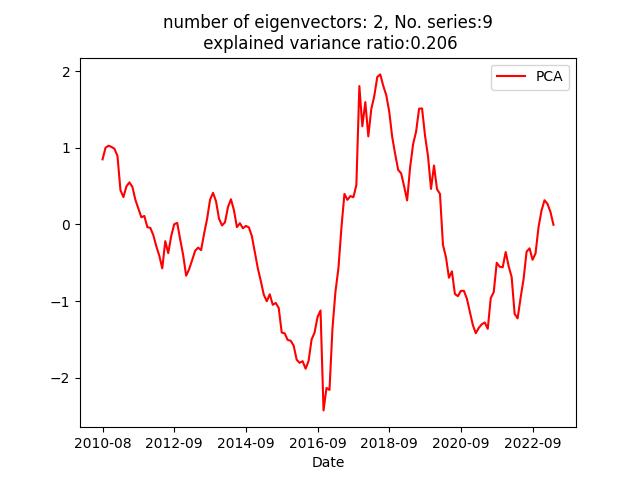 number of eigenvectors: 2, No. series:9
explained variance ratio:0.206
PCA
2
1
0
−1
−2
2010-08 2012-09 2014-09 2016-09 2018-09 2020-09 2022-09
Date